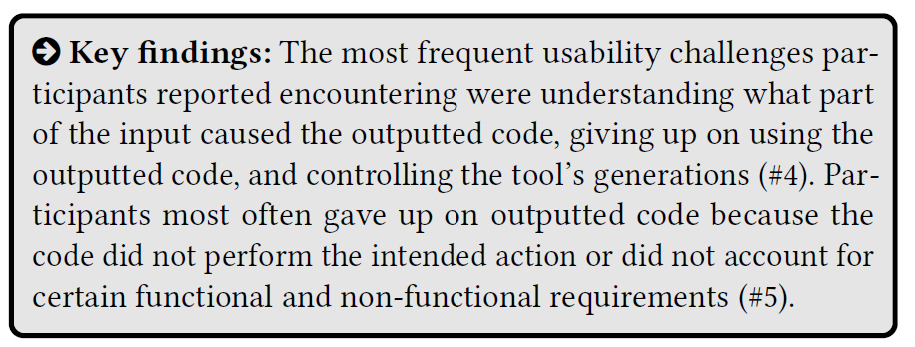 ➔ Key findings: The most frequent usability challenges par-
ticipants reported encountering were understanding what part
of the input caused the outputted code, giving up on using the
outputted code, and controlling the tool's generations (#4). Par-
ticipants most often gave up on outputted code because the
code did not perform the intended action or did not account for
certain functional and non-functional requirements (#5).